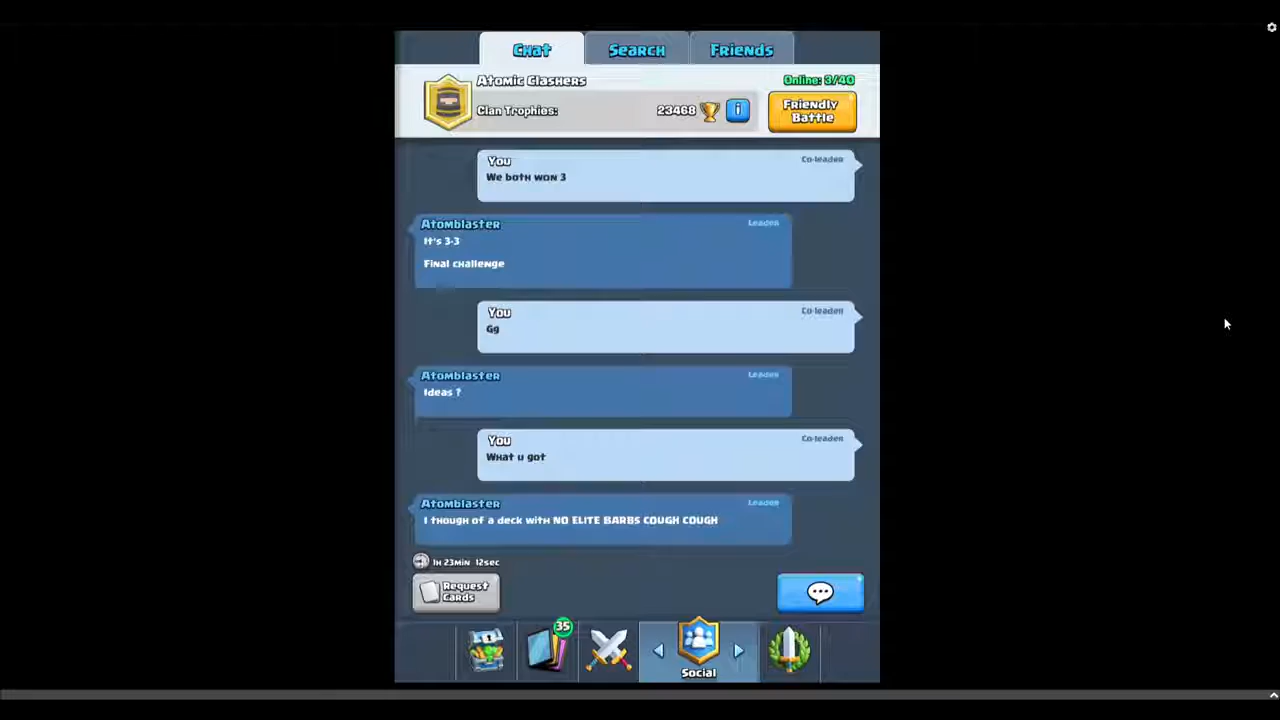 Chat
Search
Friends
Atomic Clashers
Online: 3/40
Clan Trophies:
23468
i
Friendly
Battle
You
Co-leader
We both won 3
Atomblaster
Leader
It's 3-3
Final challenge
You
Co-leader
Gg
Atomblaster
Leader
Ideas ?
You
Co-leader
What u got
Atomblaster
Leader
I though of a deck with NO ELITE BARBS COUGH COUGH
1h 23min 12sec
Request
Cards
35
Social